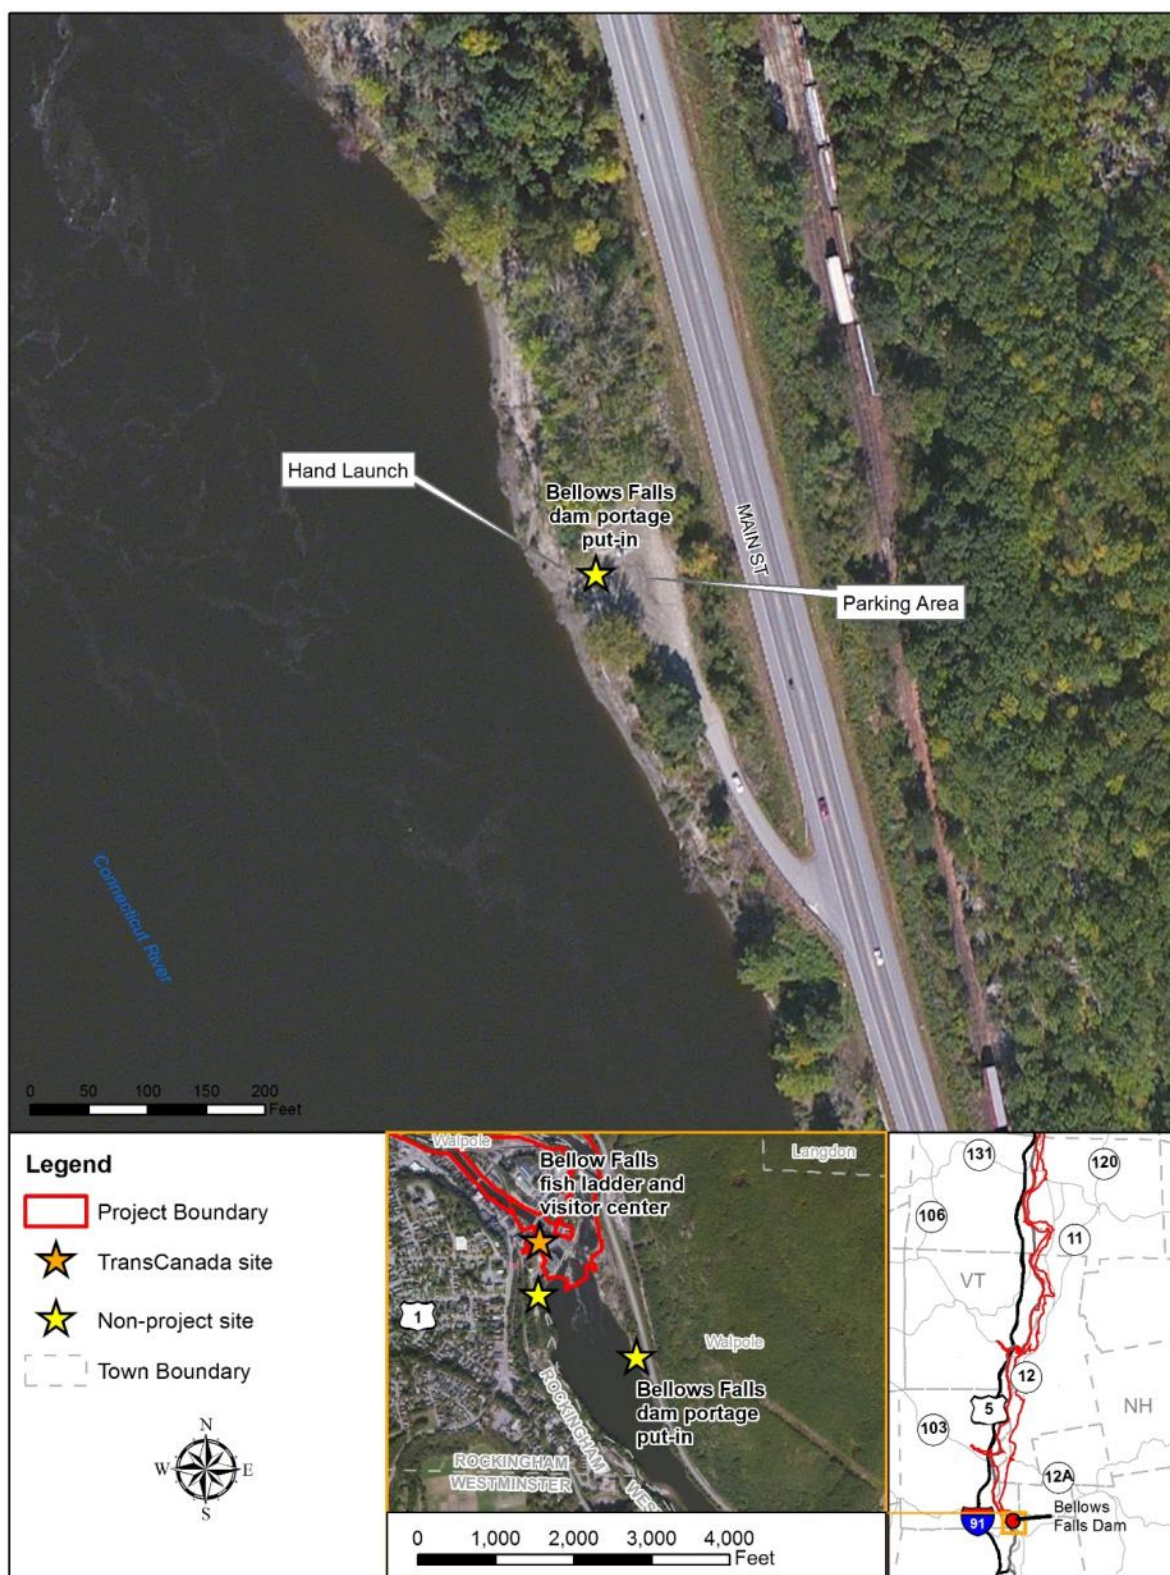 Hand Launch
Bellows Falls
dam portage
put-in
MAIN ST
Parking Area
Connecticut River
0 50 100 150 200
Feet
Legend
Project Boundary
TransCanada site
Non-project site
Town Boundary
N
W E
S
Walpole
Langdon
Bellow Falls
fish ladder and
visitor center
1
Walpole
Bellows Falls
dam portage
put-in
ROCKINGHAM
ROCKINGHAM
WESTMINSTER
WES
0 1,000 2,000 3,000 4,000
Feet
131
120
106
11
VT
12
5
NH
103
12A
91
Bellows
Falls Dam